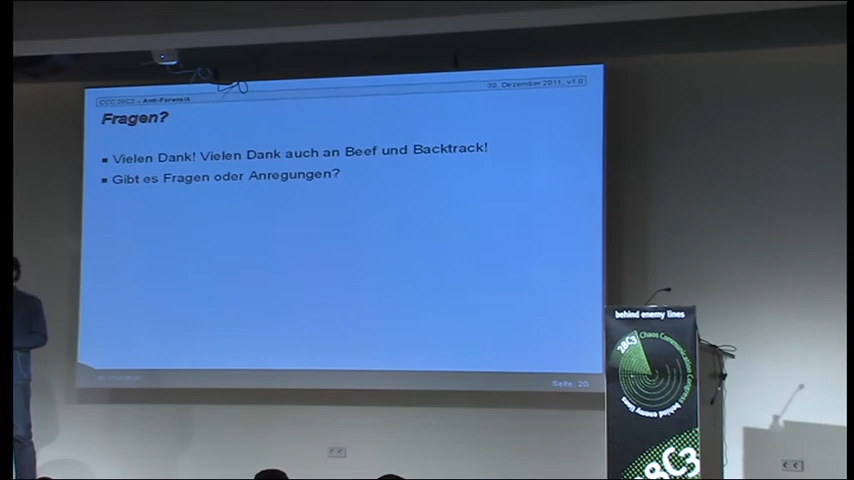 CCC 28C3 – Anti-Forensik
30. Dezember 2011, v1.0
Fragen?
Vielen Dank! Vielen Dank auch an Beef und Backtrack!
Gibt es Fragen oder Anregungen?
Seite: 20
behind enemy lines
28C3
Chaos Communication Congress
behind enemy lines
28C3